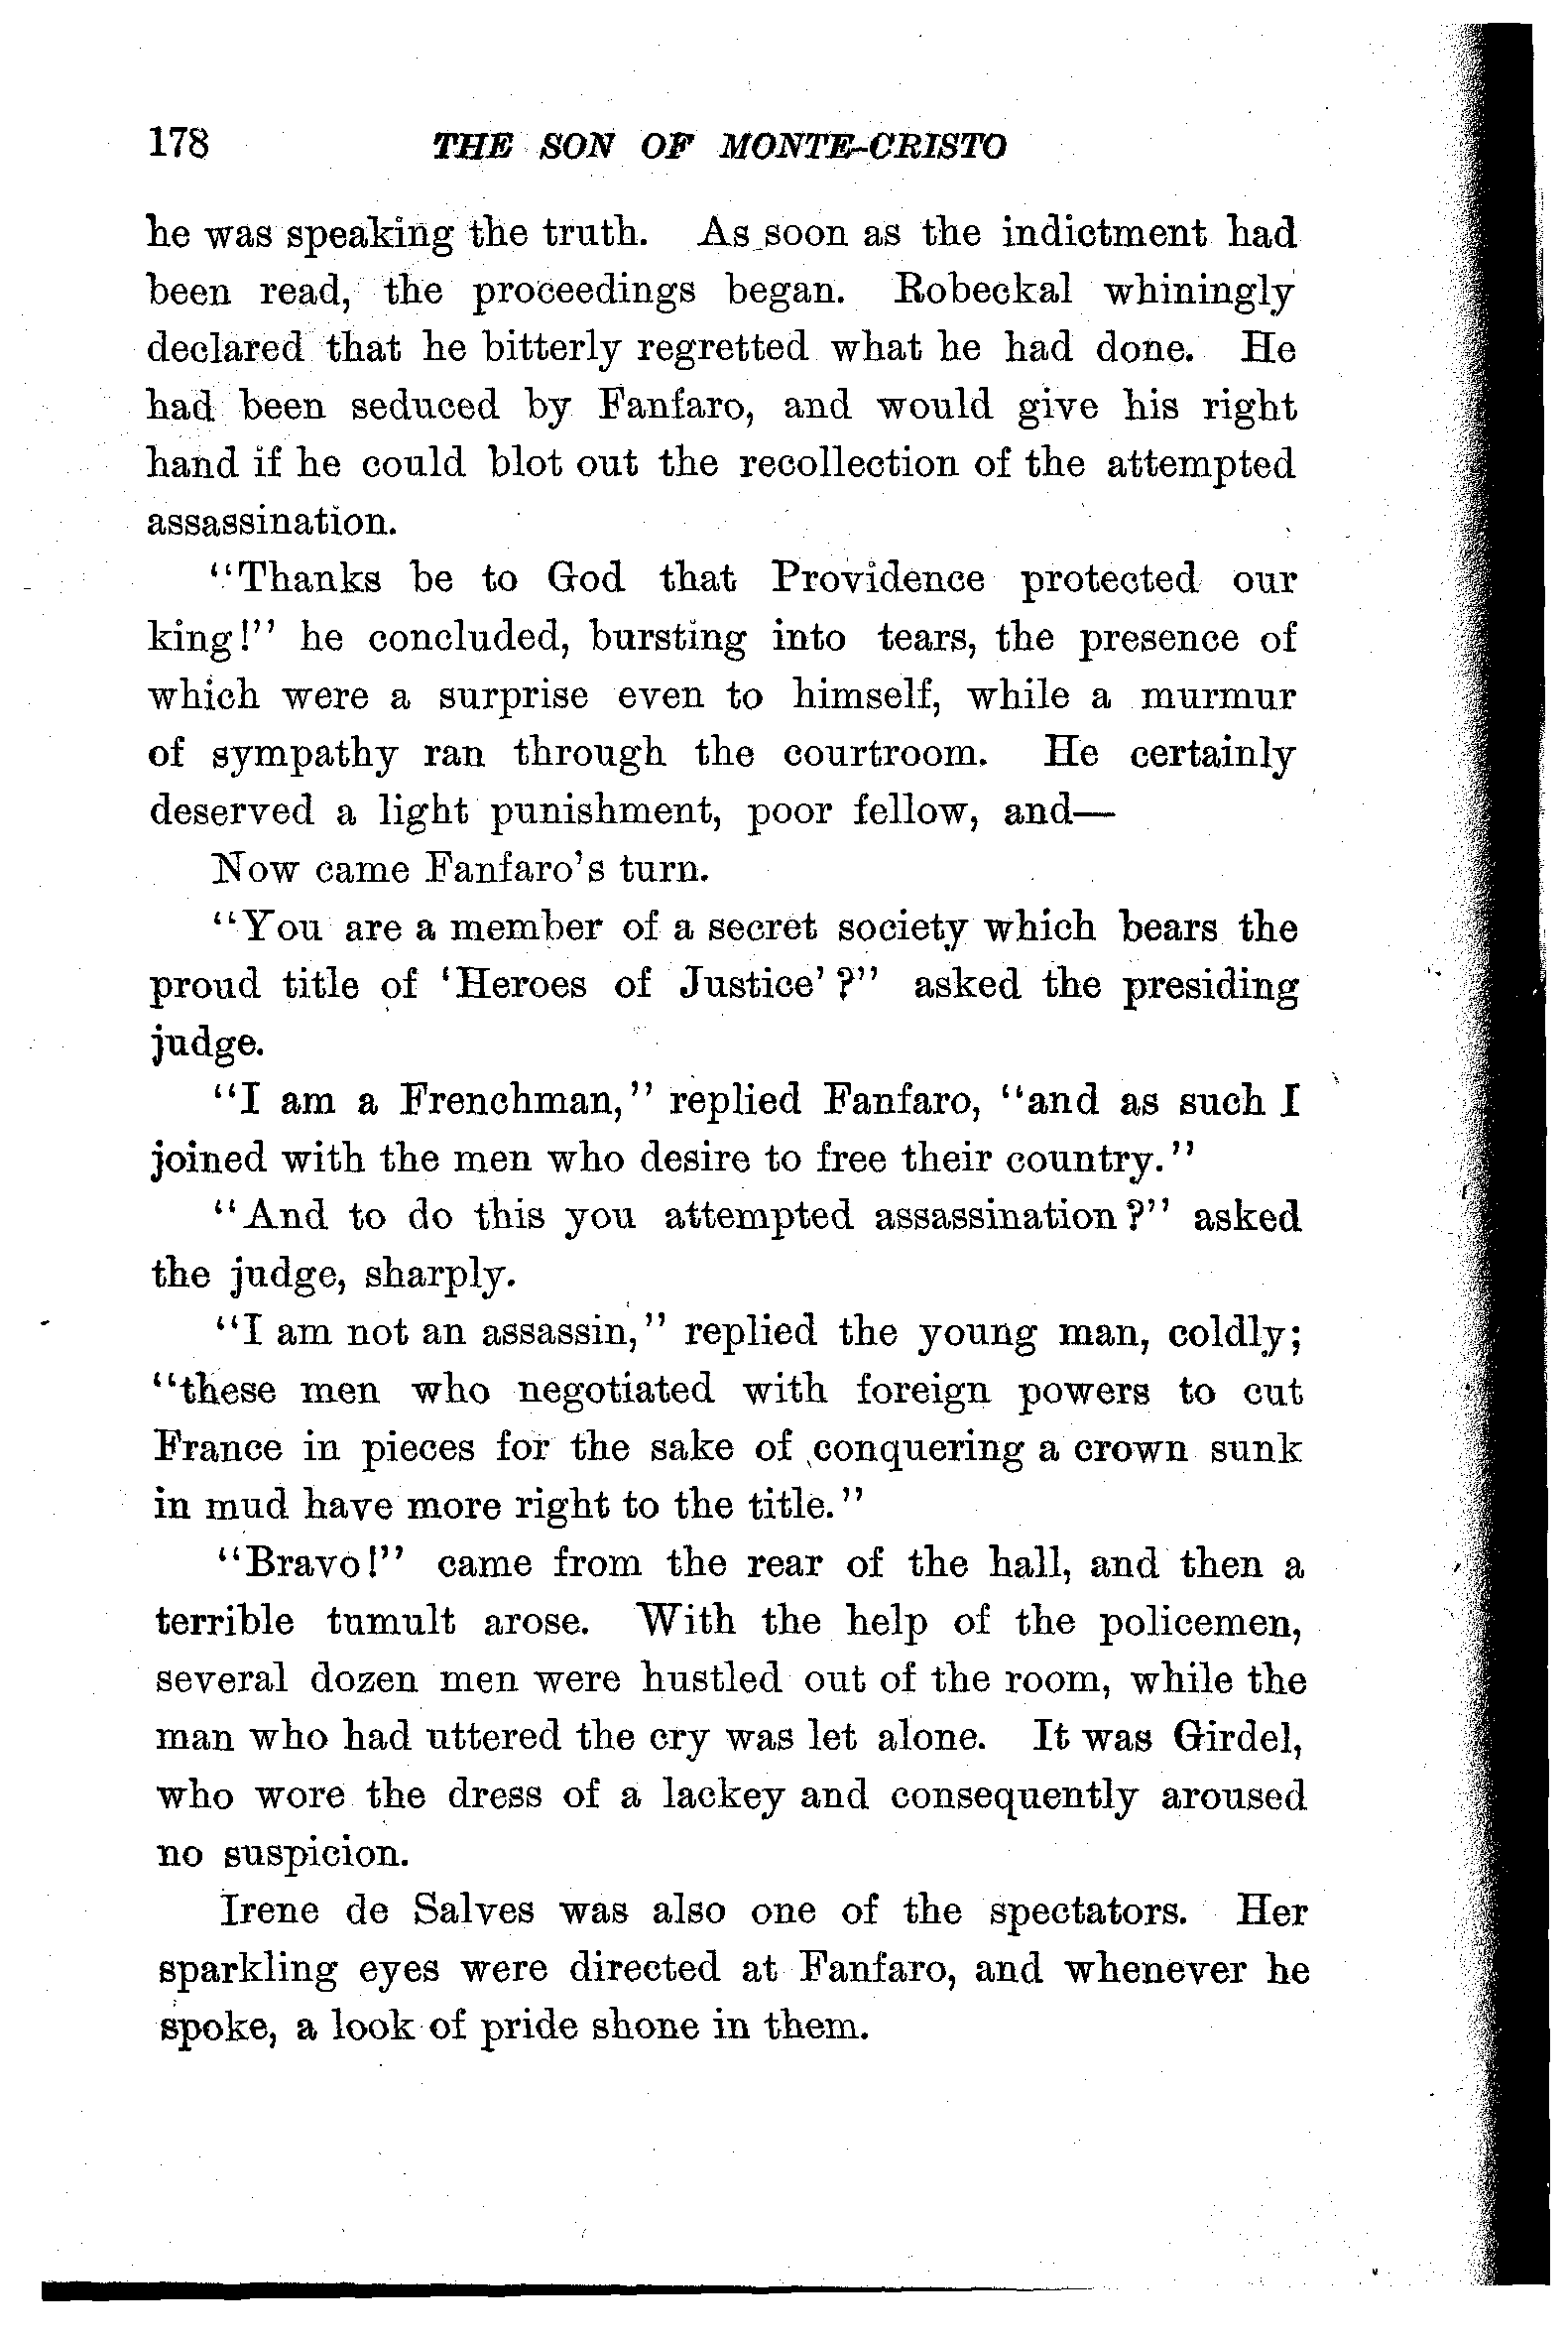 178 THE SON OF MONTE-CRISTO
he was speaking the truth. As soon as the indictment had
been read, the proceedings began. Robeckal whiningly
declared that he bitterly regretted what he had done. He
had been seduced by Fanfaro, and would give his right
hand if he could blot out the recollection of the attempted
assassination.
"Thanks be to God that Providence protected our
king!" he concluded, bursting into tears, the presence of
which were a surprise even to himself, while a murmur
of sympathy ran through the courtroom. He certainly
deserved a light punishment, poor fellow, and—
Now came Fanfaro's turn.
"You are a member of a secret society which bears the
proud title of 'Heroes of Justice'?" asked the presiding
judge.
"I am a Frenchman," replied Fanfaro, "and as such I
joined with the men who desire to free their country."
"And to do this you attempted assassination?" asked
the judge, sharply.
"I am not an assassin," replied the young man, coldly;
"these men who negotiated with foreign powers to cut
France in pieces for the sake of conquering a crown sunk
in mud have more right to the title."
"Bravo!" came from the rear of the hall, and then a
terrible tumult arose. With the help of the policemen,
several dozen men were hustled out of the room, while the
man who had uttered the cry was let alone. It was Girdel,
who wore the dress of a lackey and consequently aroused
no suspicion.
Irene de Salves was also one of the spectators. Her
sparkling eyes were directed at Fanfaro, and whenever he
spoke, a look of pride shone in them.